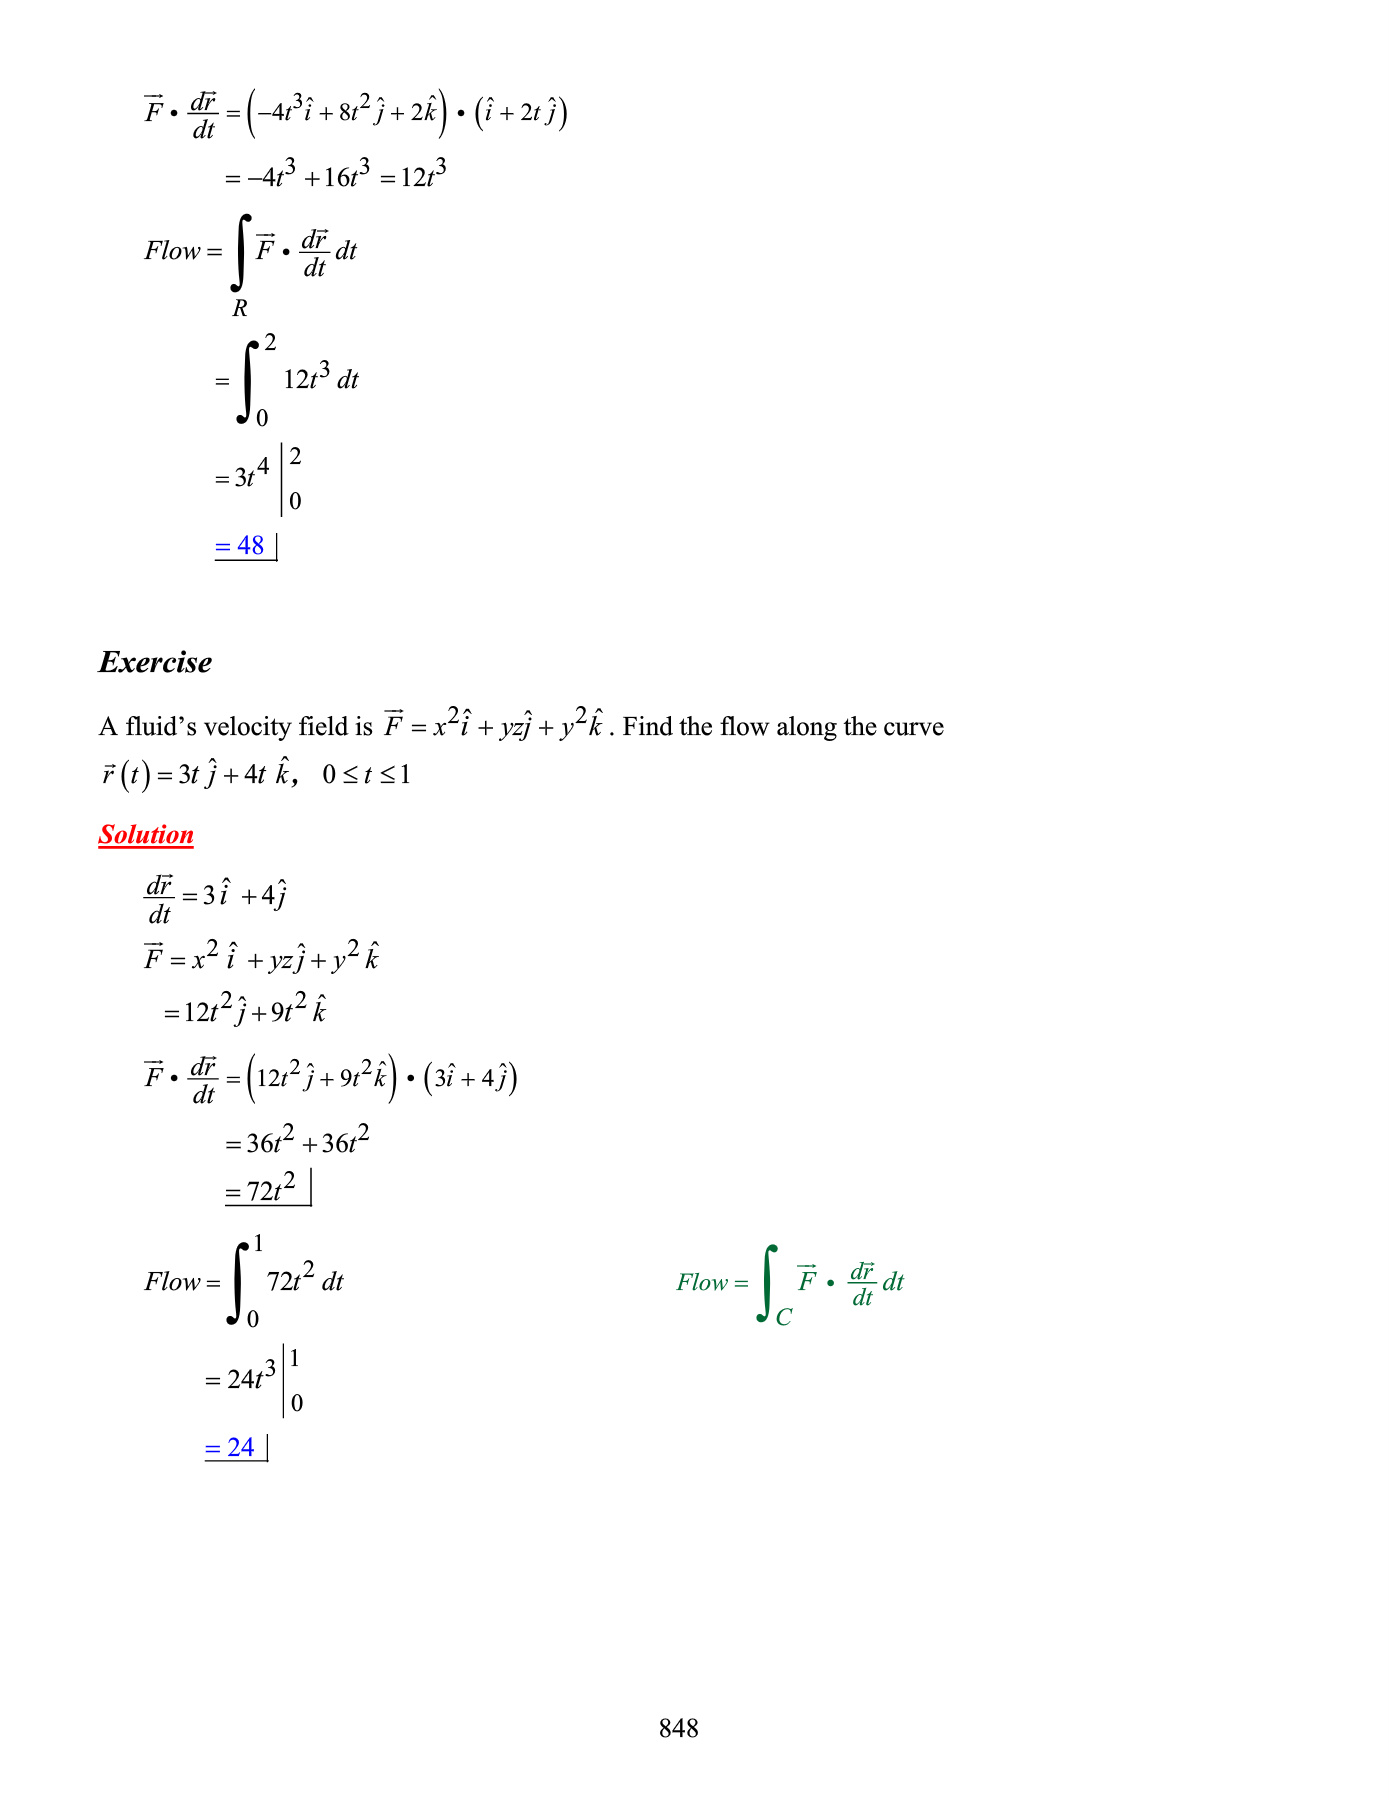 $\vec{F} \bullet \frac{d\vec{r}}{dt} = \left(-4t^3\hat{i} + 8t^2\hat{j} + 2\hat{k}\right) \bullet \left(\hat{i} + 2t\hat{j}\right)$
$= -4t^3 + 16t^3 = 12t^3$
$Flow = \int_R \vec{F} \bullet \frac{d\vec{r}}{dt} dt$
$= \int_0^2 12t^3 \, dt$
$= 3t^4 \Big|_0^2$
$= 48$
Exercise
A fluid’s velocity field is $\vec{F} = x^2\hat{i} + yz\hat{j} + y^2\hat{k}$ . Find the flow along the curve
$\vec{r}(t) = 3t\,\hat{j} + 4t\,\hat{k}, \quad 0 \le t \le 1$
Solution
$\frac{d\vec{r}}{dt} = 3\hat{i} + 4\hat{j}$
$\vec{F} = x^2\,\hat{i} + yz\hat{j} + y^2\,\hat{k}$
$= 12t^2\hat{j} + 9t^2\,\hat{k}$
$\vec{F} \bullet \frac{d\vec{r}}{dt} = \left(12t^2\hat{j} + 9t^2\hat{k}\right) \bullet \left(3\hat{i} + 4\hat{j}\right)$
$= 36t^2 + 36t^2$
$= 72t^2$
$Flow = \int_0^1 72t^2 \, dt$ $Flow = \int_C \vec{F} \bullet \frac{d\vec{r}}{dt} dt$
$= 24t^3 \Big|_0^1$
$= 24$
848